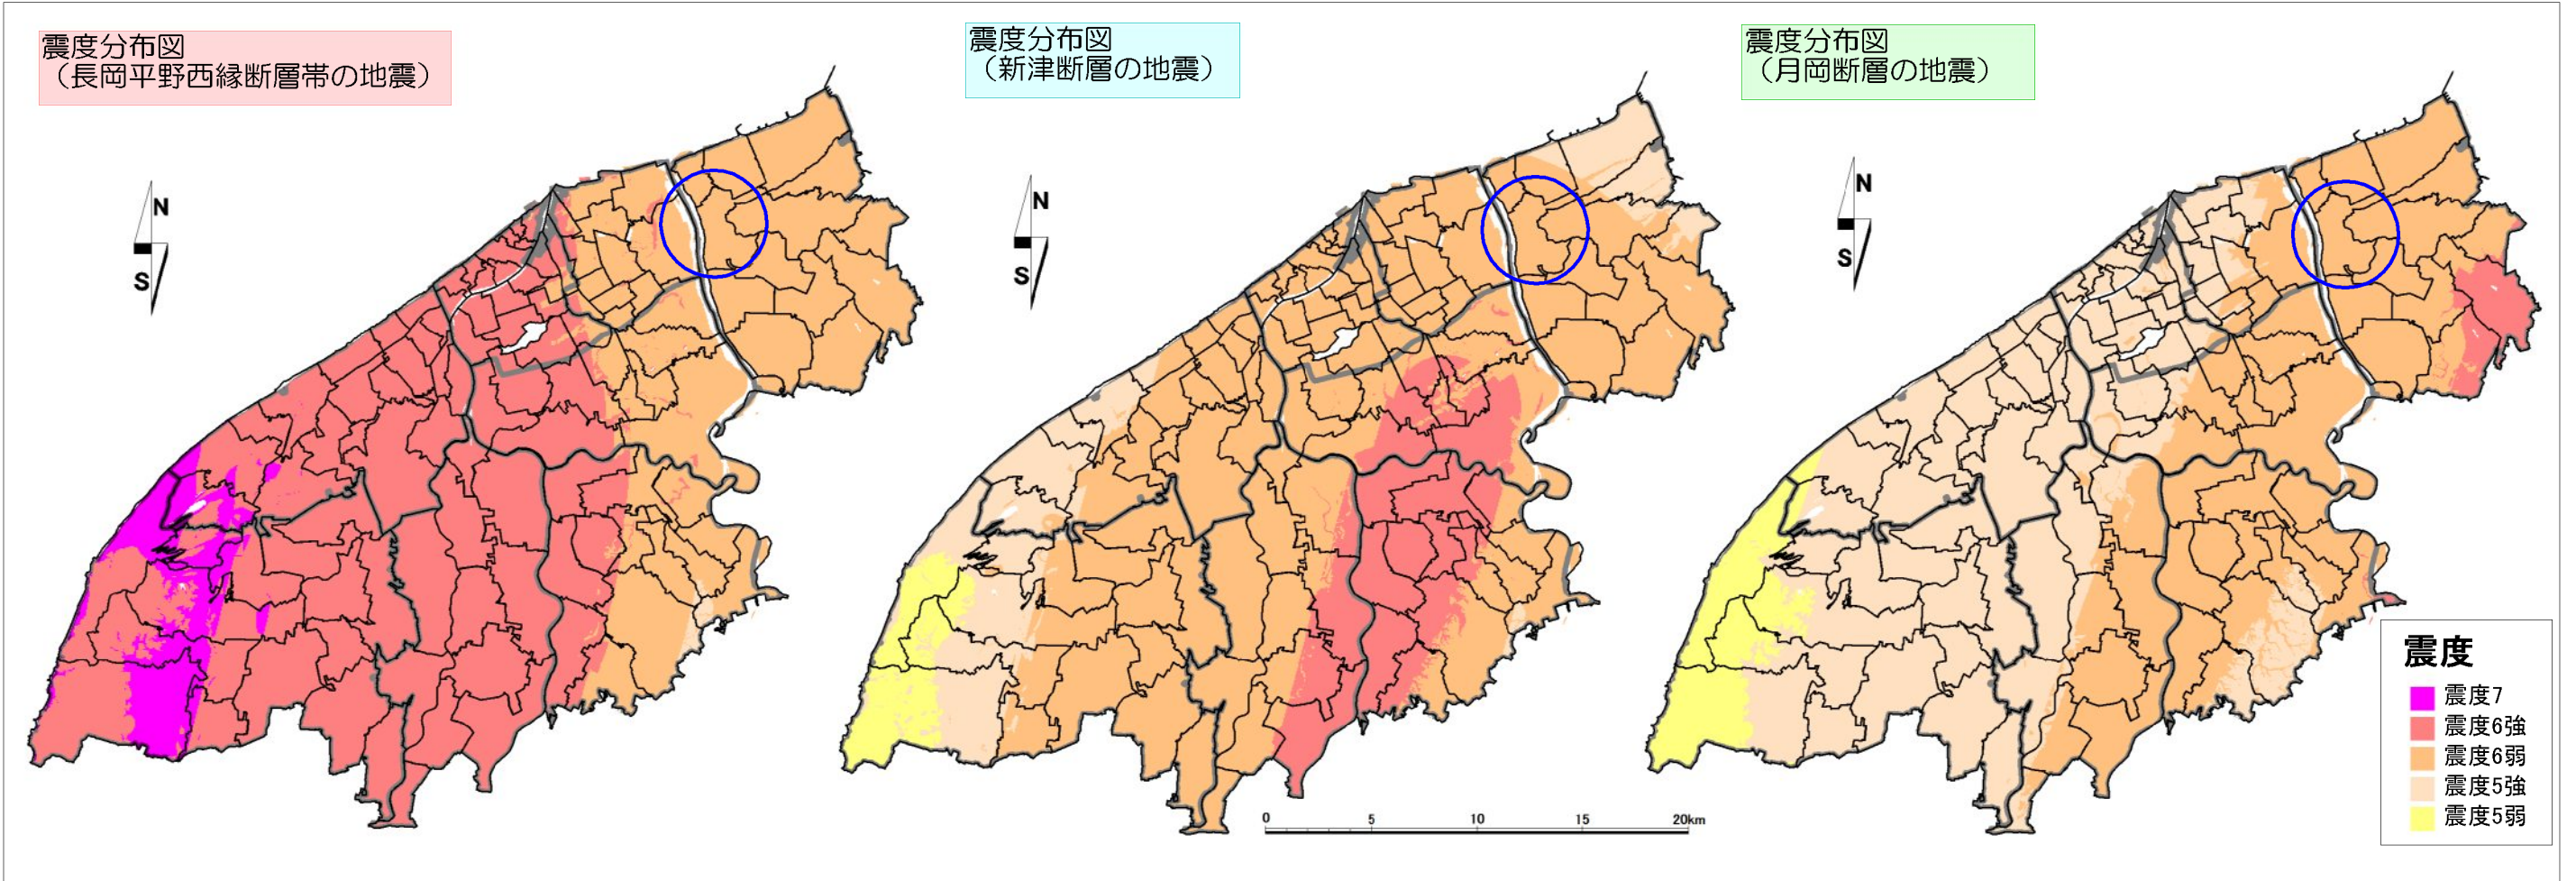 震度分布図
（長岡平野西縁断層帯の地震）
震度分布図
（新津断層の地震）
震度分布図
（月岡断層の地震）
N
S
N
S
N
S
震度
震度7
震度6強
震度6弱
震度5強
震度5弱
0 5 10 15 20km